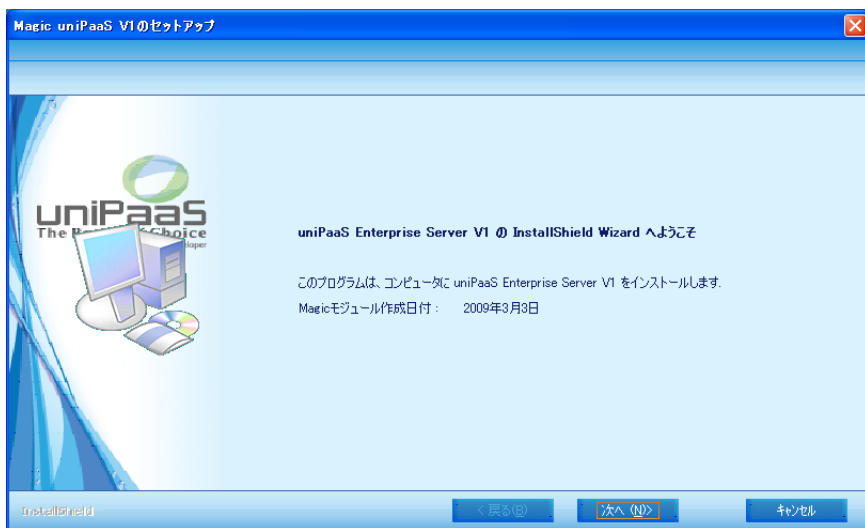 Magic uniPaaS V1のセットアップ
uniPaaS
The
Choice
loper
uniPaaS Enterprise Server V1 の InstallShield Wizard へようこそ
このプログラムは、コンピュータに uniPaaS Enterprise Server V1 をインストールします.
Magicモジュール作成日付： 2009年3月3日
InstallShield
< 戻る(B)
次へ (N)>
キャンセル